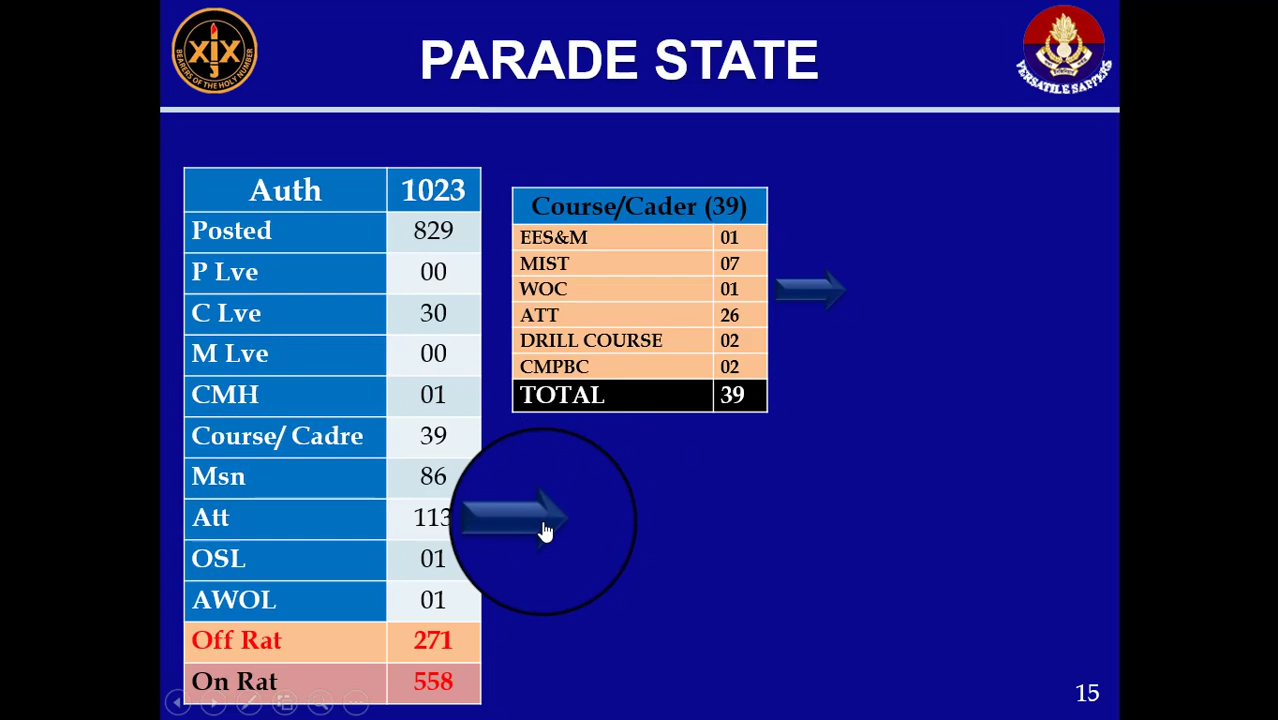 XIX
BEARERS OF THE HOLY NUMBER
PARADE STATE
VERSATILE SAPPERS
Auth 1023
Posted 829
P Lve 00
C Lve 30
M Lve 00
CMH 01
Course/ Cadre 39
Msn 86
Att 113
OSL 01
AWOL 01
Off Rat 271
On Rat 558
Course/Cader (39)
EES&M 01
MIST 07
WOC 01
ATT 26
DRILL COURSE 02
CMPBC 02
TOTAL 39
15